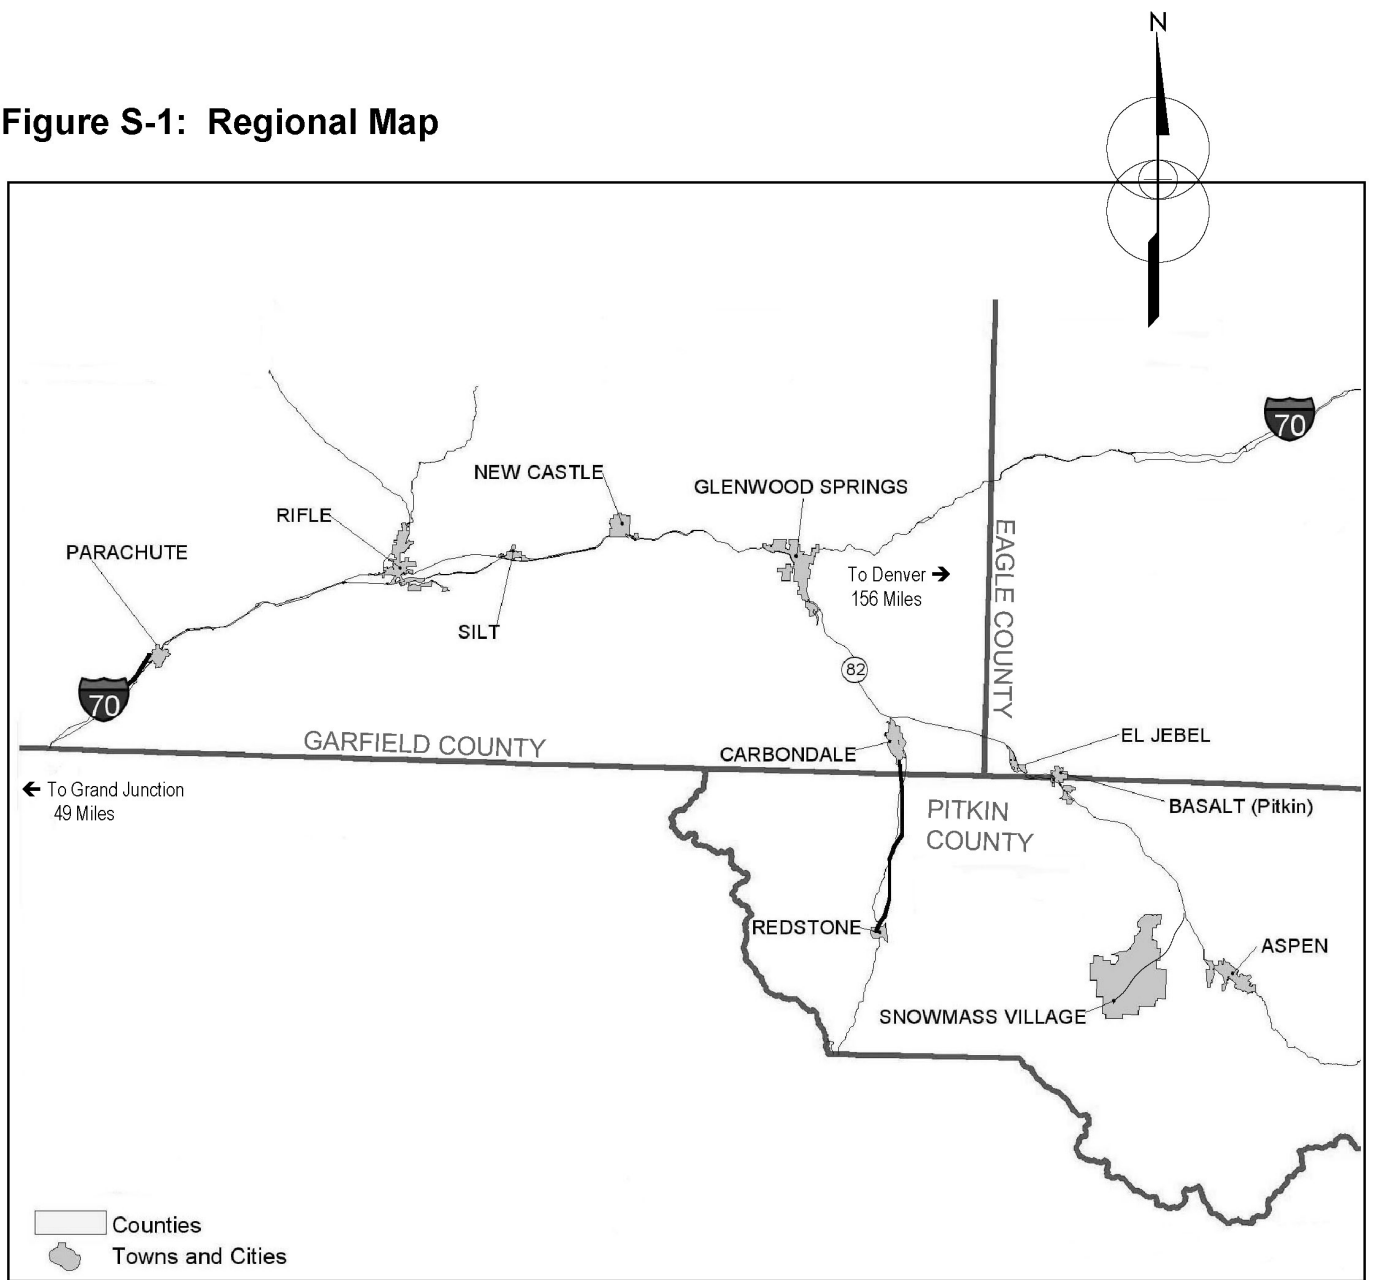 N
Figure S-1: Regional Map
70
NEW CASTLE
GLENWOOD SPRINGS
RIFLE
PARACHUTE
To Denver →
156 Miles
EAGLE COUNTY
SILT
82
70
GARFIELD COUNTY
CARBONDALE
EL JEBEL
← To Grand Junction
49 Miles
PITKIN
COUNTY
BASALT (Pitkin)
REDSTONE
ASPEN
SNOWMASS VILLAGE
Counties
Towns and Cities